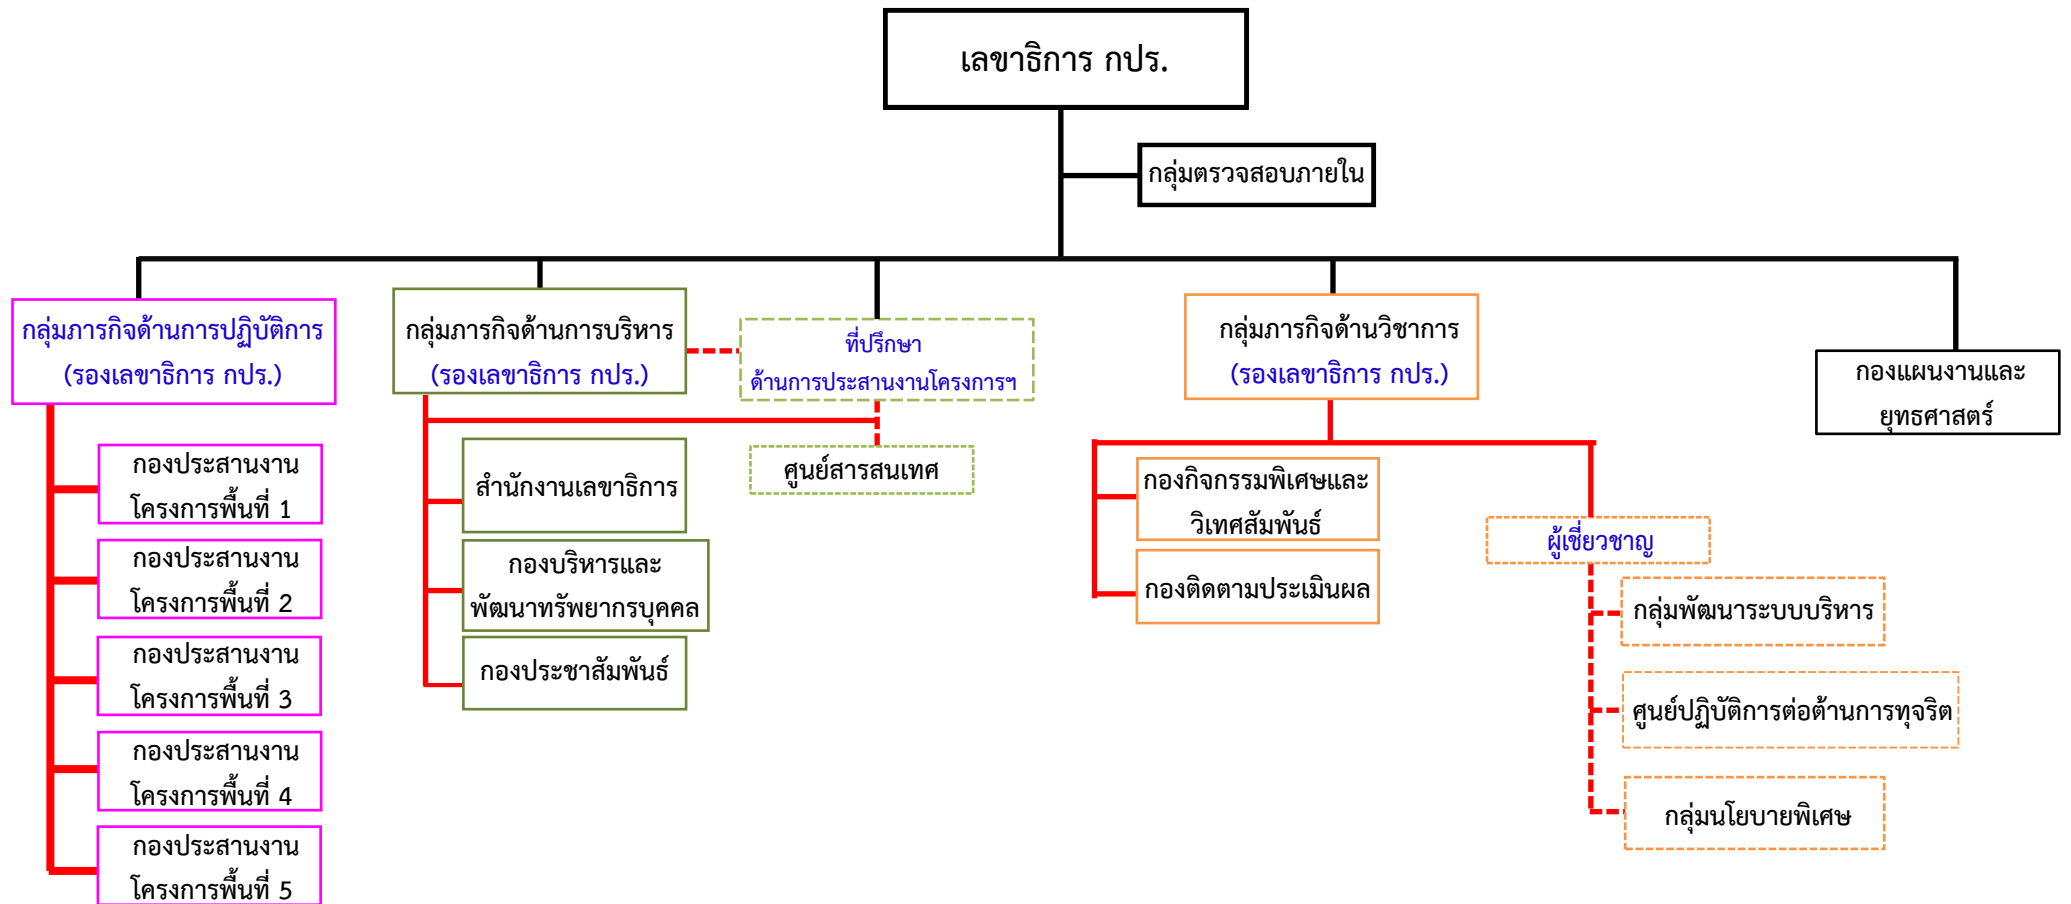 เลขาธิการ กปร.
กลุ่มตรวจสอบภายใน
กลุ่มภารกิจด้านการปฏิบัติการ
(รองเลขาธิการ กปร.)
กองประสานงาน
โครงการพื้นที่ 1
กองประสานงาน
โครงการพื้นที่ 2
กองประสานงาน
โครงการพื้นที่ 3
กองประสานงาน
โครงการพื้นที่ 4
กองประสานงาน
โครงการพื้นที่ 5
กลุ่มภารกิจด้านการบริหาร
(รองเลขาธิการ กปร.)
สำนักงานเลขาธิการ
กองบริหารและ
พัฒนาทรัพยากรบุคคล
กองประชาสัมพันธ์
ที่ปรึกษา
ด้านการประสานงานโครงการฯ
ศูนย์สารสนเทศ
กลุ่มภารกิจด้านวิชาการ
(รองเลขาธิการ กปร.)
กองกิจกรรมพิเศษและ
วิเทศสัมพันธ์
กองติดตามประเมินผล
ผู้เชี่ยวชาญ
กลุ่มพัฒนาระบบบริหาร
ศูนย์ปฏิบัติการต่อต้านการทุจริต
กลุ่มนโยบายพิเศษ
กองแผนงานและ
ยุทธศาสตร์